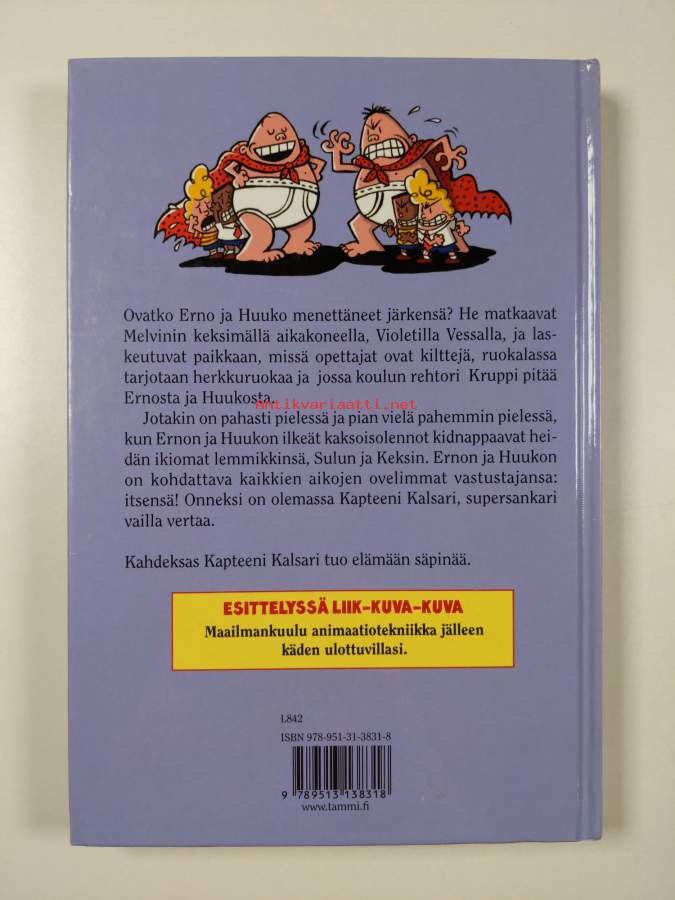 Ovatko Erno ja Huuko menettäneet järkensä? He matkaavat
Melvinin keksimällä aikakoneella, Violetilla Vessalla, ja las-
keutuvat paikkaan, missä opettajat ovat kilttejä, ruokalassa
tarjotaan herkkuruokaa ja jossa koulun rehtori Kruppi pitää
Ernosta ja Huukosta.
Antikvariaatti.net
Jotakin on pahasti pielessä ja pian vielä pahemmin pielessä,
kun Ernon ja Huukon ilkeät kaksoisolennot kidnappaavat hei-
dän ikiomat lemmikkinsä, Sulun ja Keksin. Ernon ja Huukon
on kohdattava kaikkien aikojen ovelimmat vastustajansa:
itsensä! Onneksi on olemassa Kapteeni Kalsari, supersankari
vailla vertaa.
Kahdeksas Kapteeni Kalsari tuo elämään säpinää.
ESITTELYSSÄ LIIK-KUVA-KUVA
Maailmankuulu animaatiotekniikka jälleen
käden ulottuvillasi.
L842
ISBN 978-951-31-3831-8
9 789513 138318
www.tammi.fi